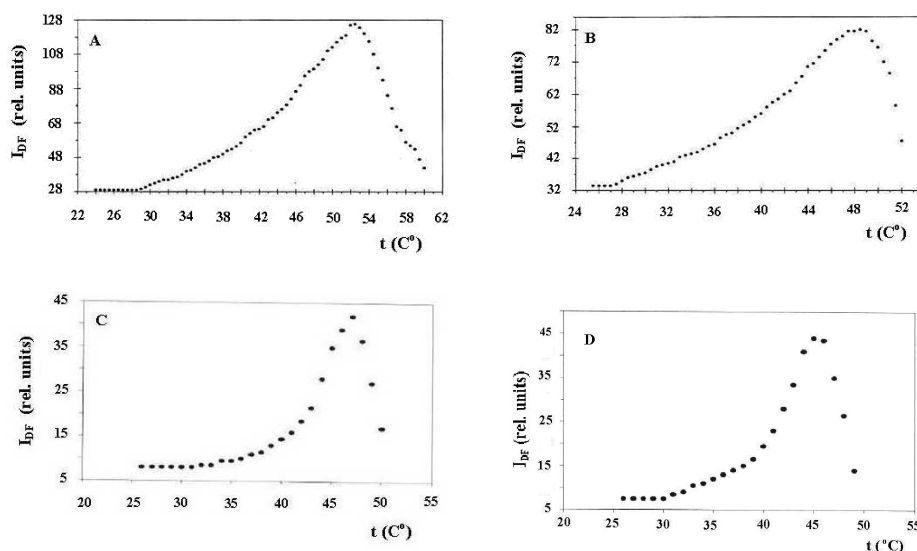 A
I_DF (rel. units)
128
108
88
68
48
28
22 26 30 34 38 42 46 50 54 58 62
t (C°)
B
I_DF (rel. units)
82
72
62
52
42
32
24 28 32 36 40 44 48 52
t (C°)
C
I_DF (rel. units)
45
35
25
15
5
20 25 30 35 40 45 50 55
t (C°)
D
I_DF (rel. units)
45
35
25
15
5
20 25 30 35 40 45 50 55
t (°C)